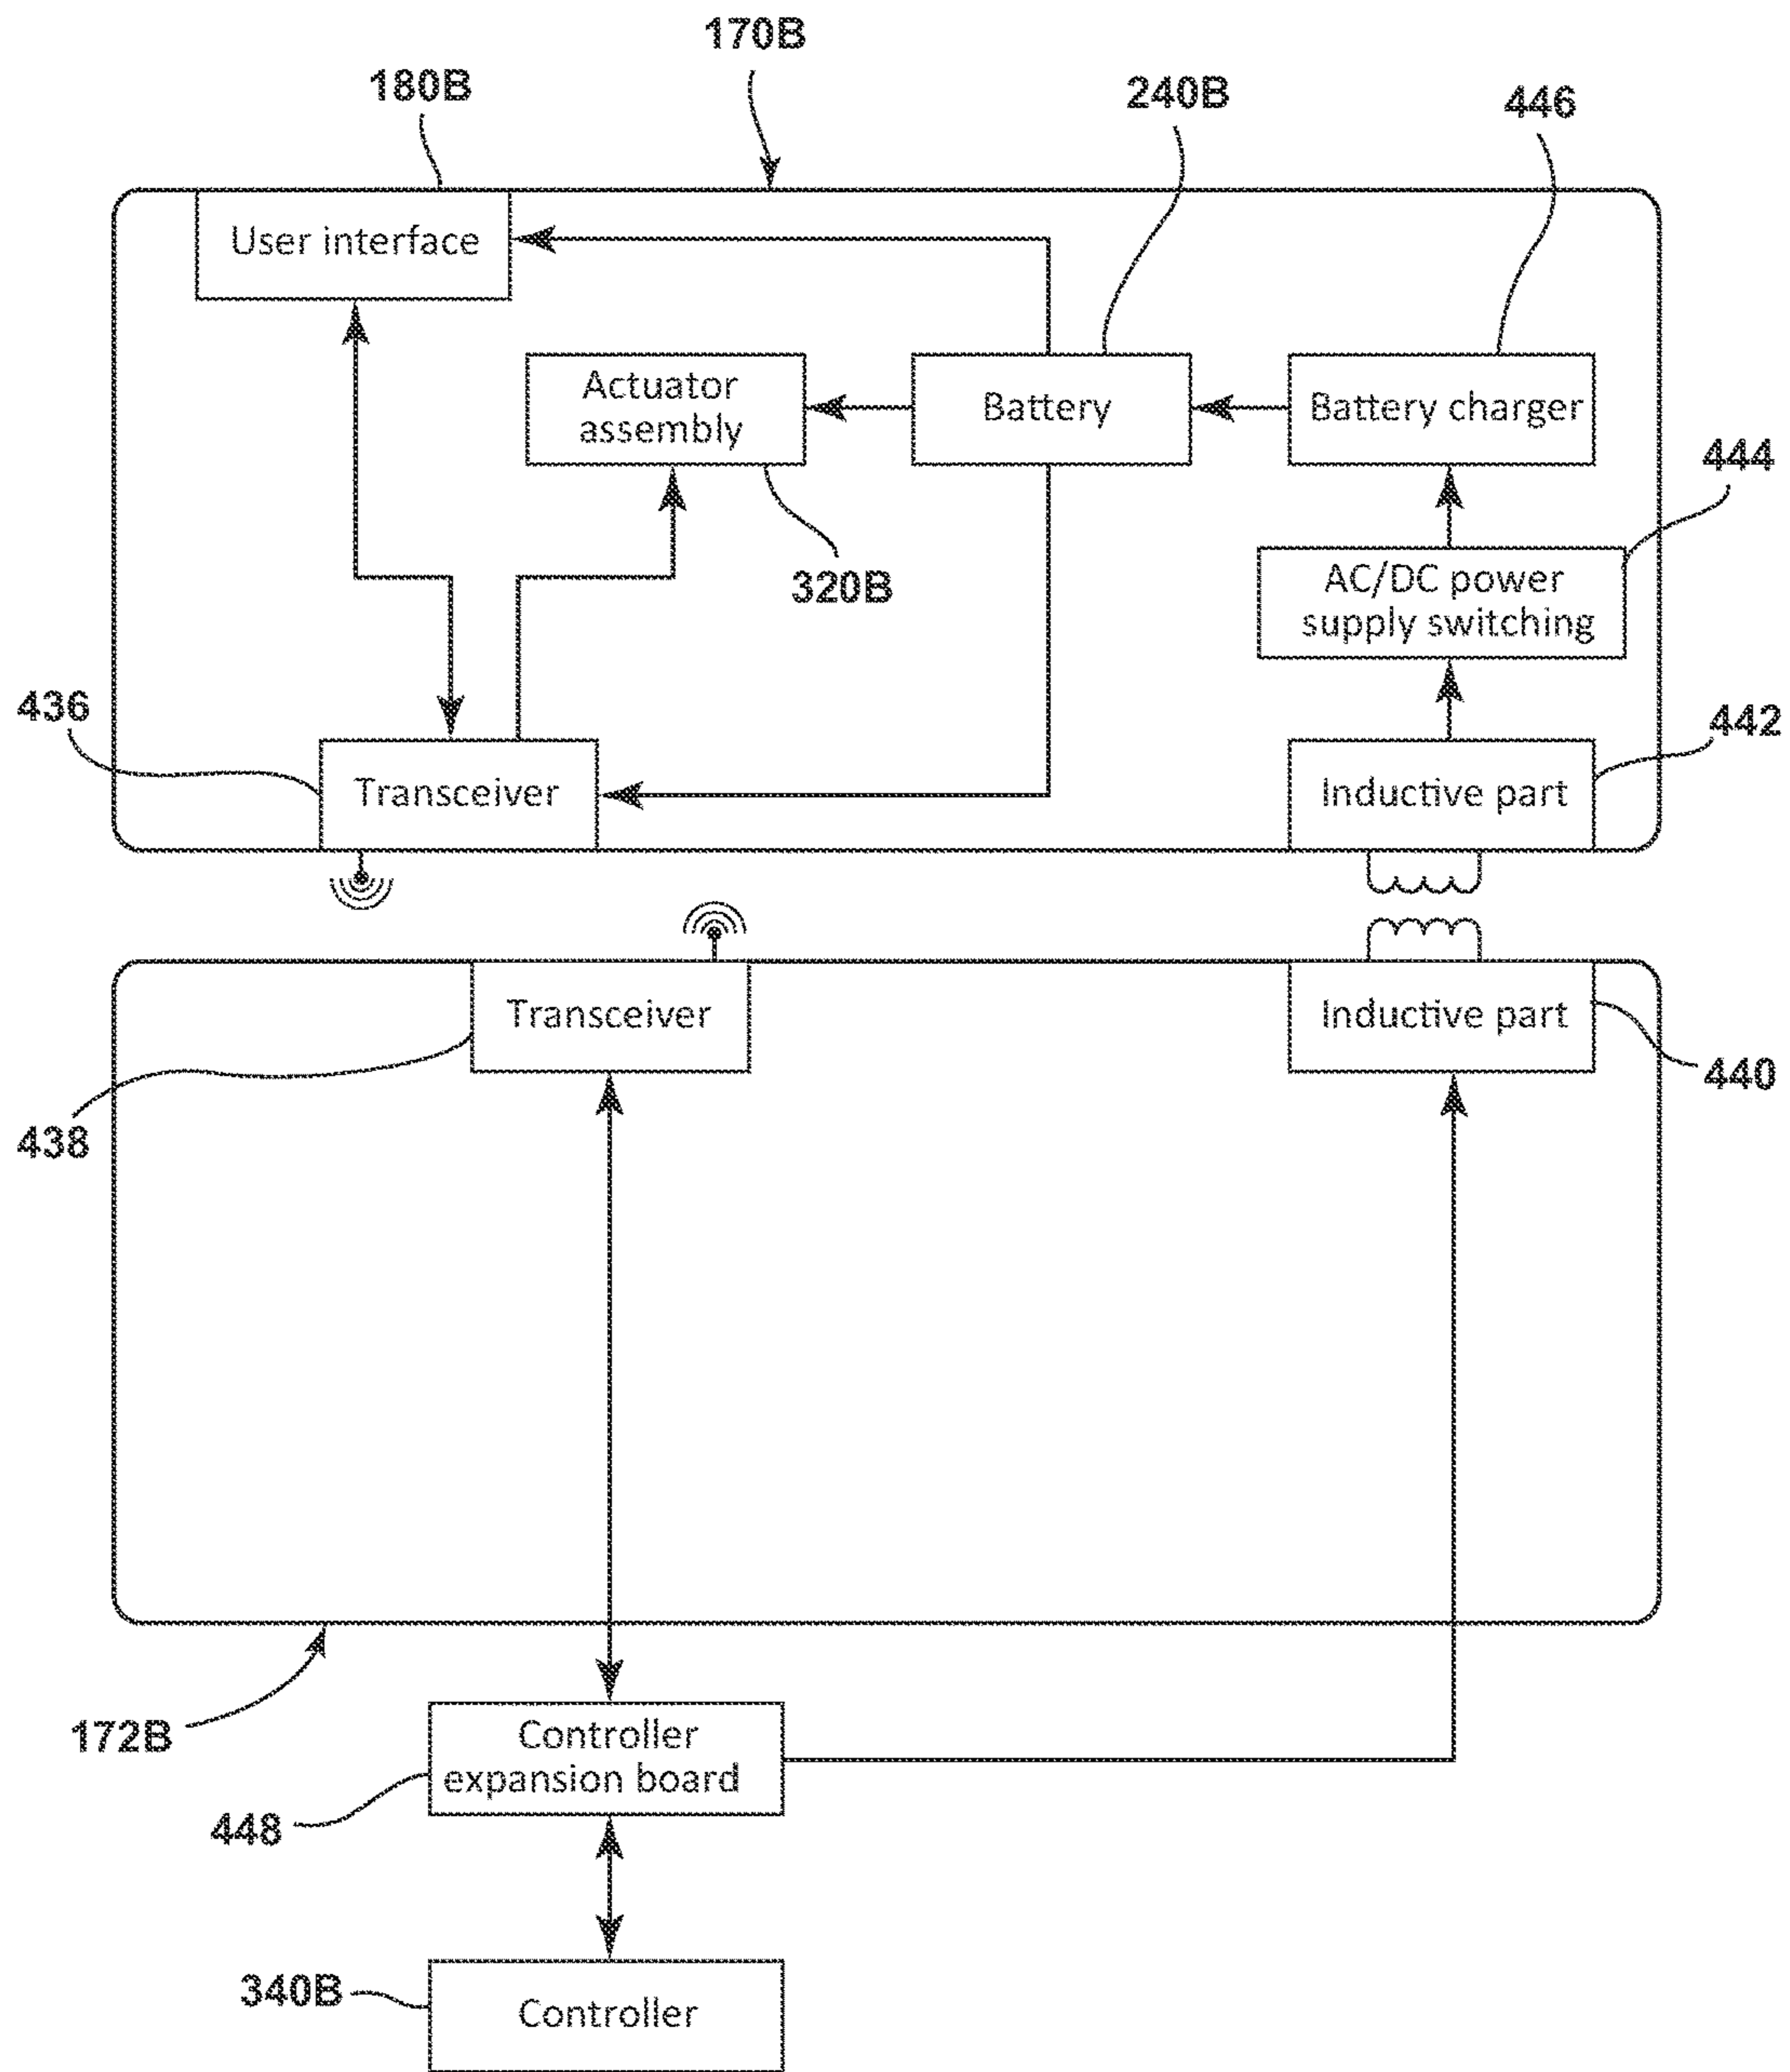 170B
180B
240B
446
User interface
Actuator
assembly
Battery
Battery charger
444
320B
AC/DC power
supply switching
436
442
Transceiver
Inductive part
Transceiver
Inductive part
440
438
172B
Controller
expansion board
448
340B
Controller